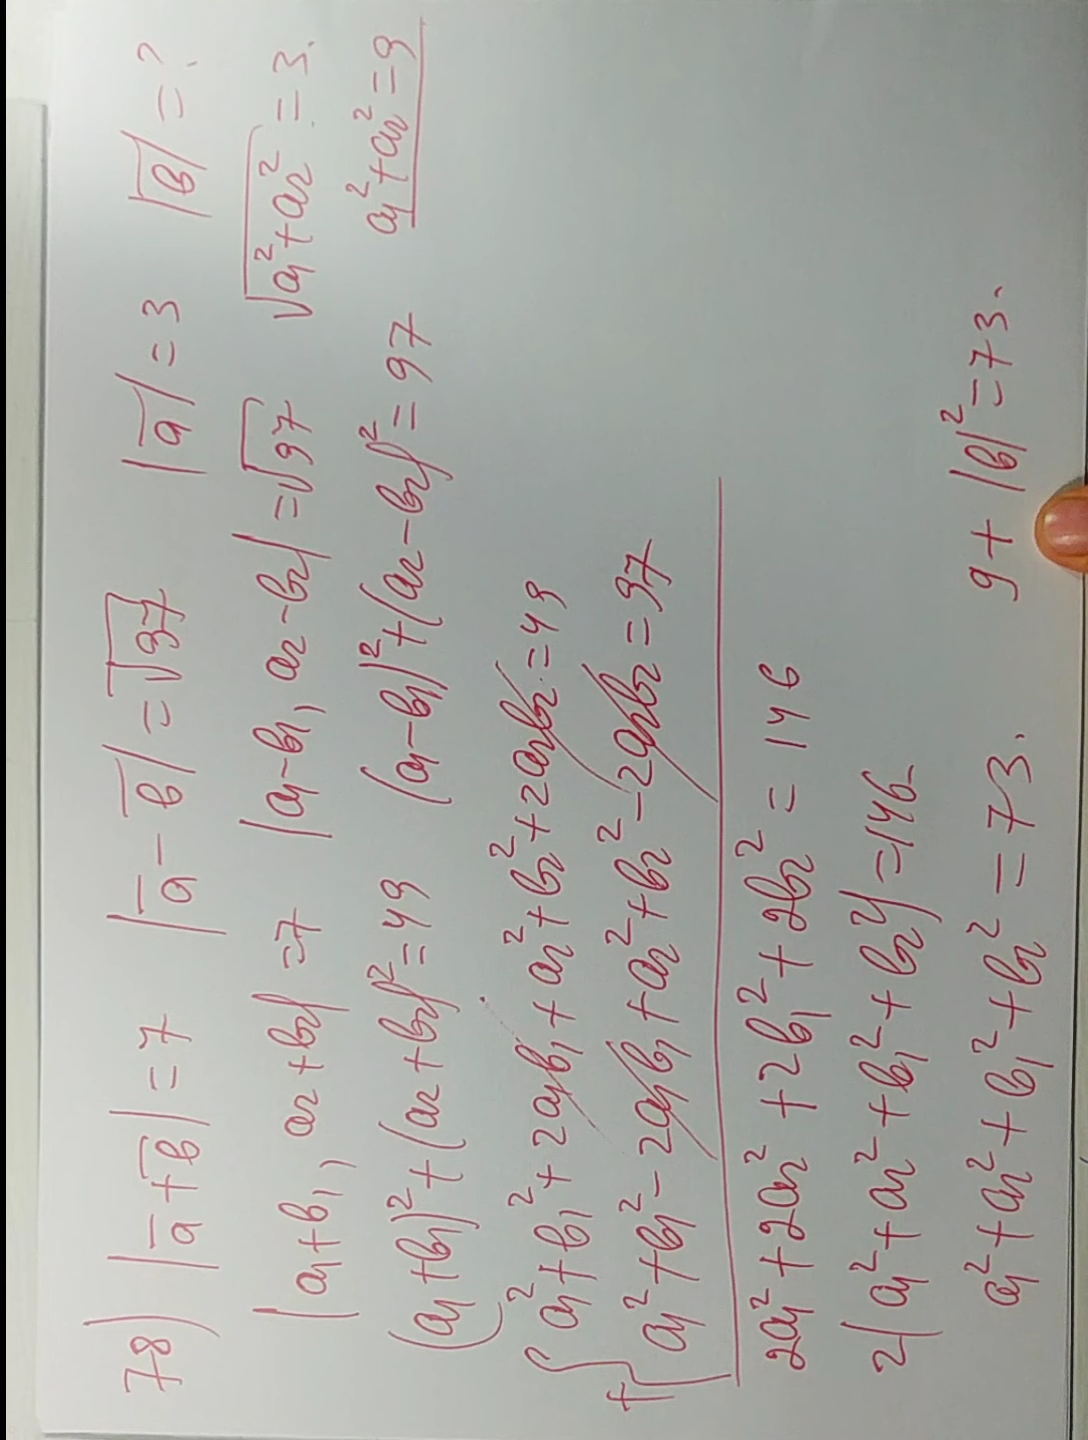 78) |a̅+b̅|=7 |a̅-b̅|=√97 |a̅|=3 |b̅|=?
|a₁+b₁, a₂+b₂|=7 |a₁-b₁, a₂-b₂|=√97 √a₁²+a₂²=3.
(a₁+b₁)²+(a₂+b₂)²=49 (a₁-b₁)²+(a₂-b₂)²=97 a₁²+a₂²=9
a₁²+b₁²+2a₁b₁+a₂²+b₂²+2a₂b₂=49
+{ a₁²+b₁²-2a₁b₁+a₂²+b₂²-2a₂b₂=97
2a₁²+2a₂²+2b₁²+2b₂²=146
2(a₁²+a₂²+b₁²+b₂²)=146
a₁²+a₂²+b₁²+b₂²=73. 9+|b|²=73.